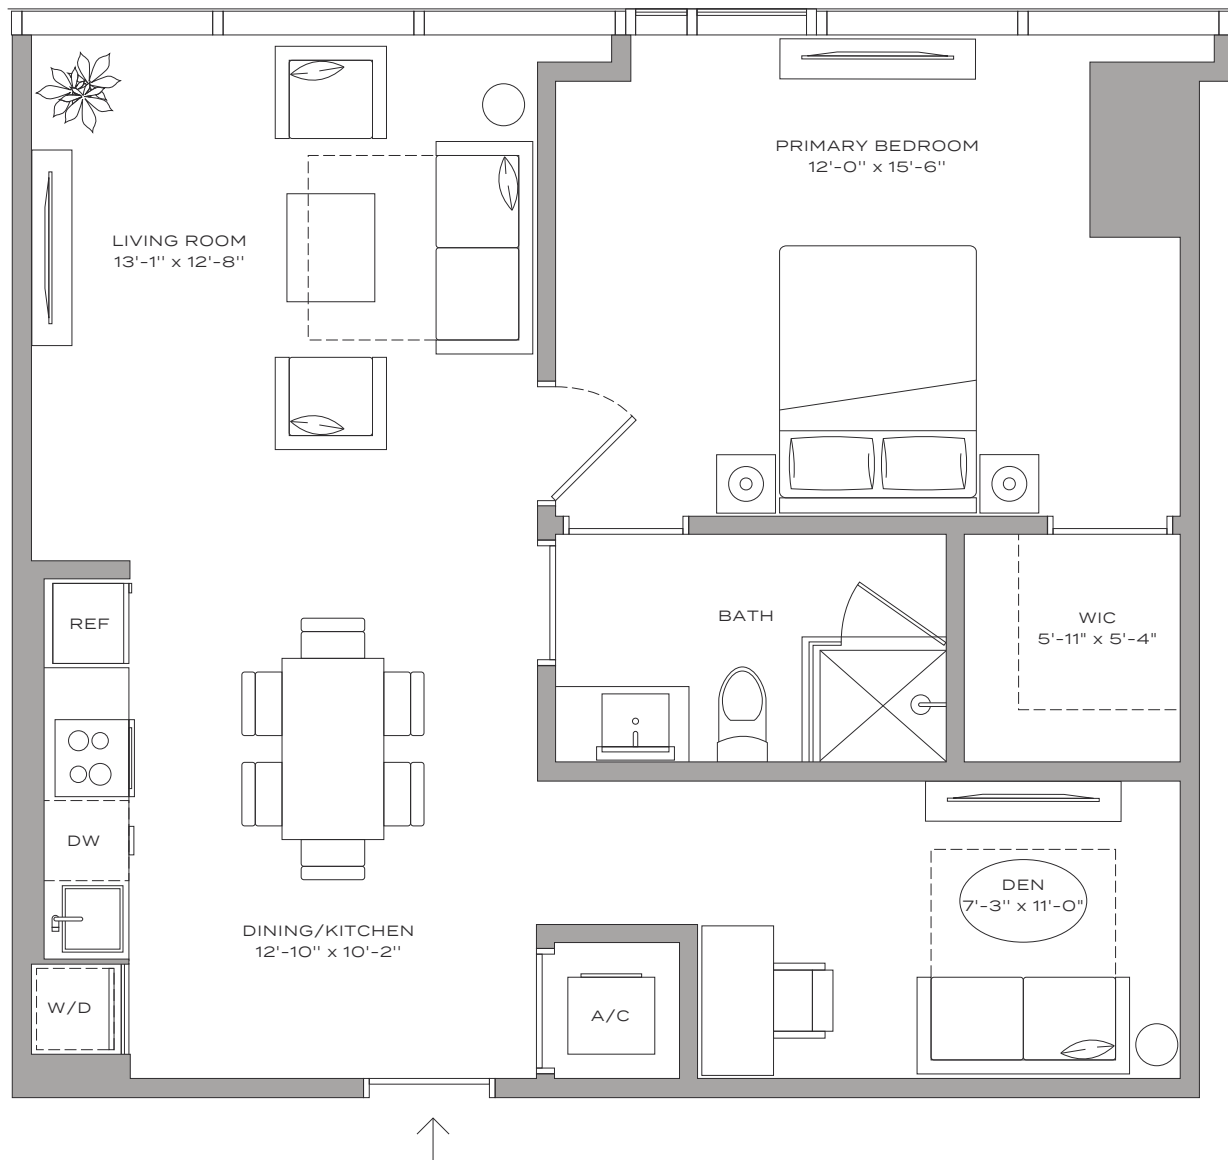 PRIMARY BEDROOM
12'-0'' x 15'-6''
LIVING ROOM
13'-1'' x 12'-8''
REF
BATH
WIC
5'-11" x 5'-4"
DW
DEN
7'-3'' x 11'-0"
DINING/KITCHEN
12'-10'' x 10'-2''
W/D
A/C